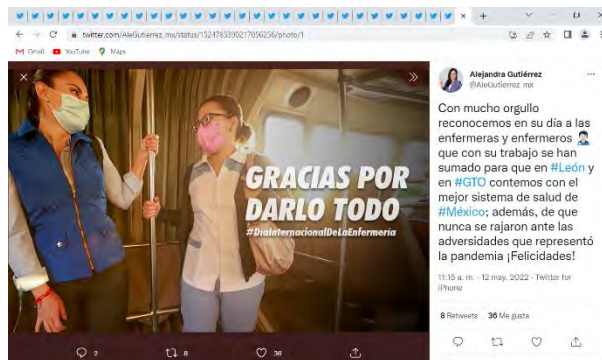 twitter.com/AleGutierrez_mx/status/1524785390217056256/photo/1
Gmail
YouTube
Maps
GRACIAS POR
DARLO TODO
#DíaInternacionalDeLaEnfermería
2
8
36
Alejandra Gutiérrez
@AleGutierrez_mx
Con mucho orgullo
reconocemos en su día a las
enfermeras y enfermeros
que con su trabajo se han
sumado para que en #León y
en #GTO contemos con el
mejor sistema de salud de
#México; además, de que
nunca se rajaron ante las
adversidades que representó
la pandemia ¡Felicidades!
11:15 a. m. · 12 may. 2022 · Twitter for
iPhone
8 Retweets 36 Me gusta